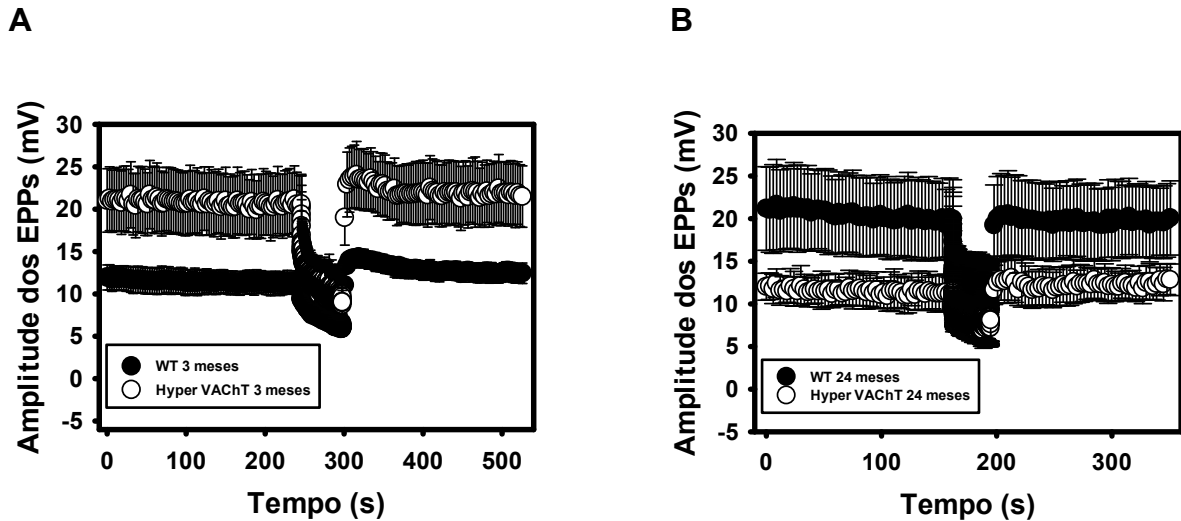 A
Amplitude dos EPPs (mV)
30
25
20
15
10
5
0
-5
WT 3 meses
Hyper VAChT 3 meses
0 100 200 300 400 500
Tempo (s)
B
Amplitude dos EPPs (mV)
30
25
20
15
10
5
0
-5
WT 24 meses
Hyper VAChT 24 meses
0 100 200 300
Tempo (s)